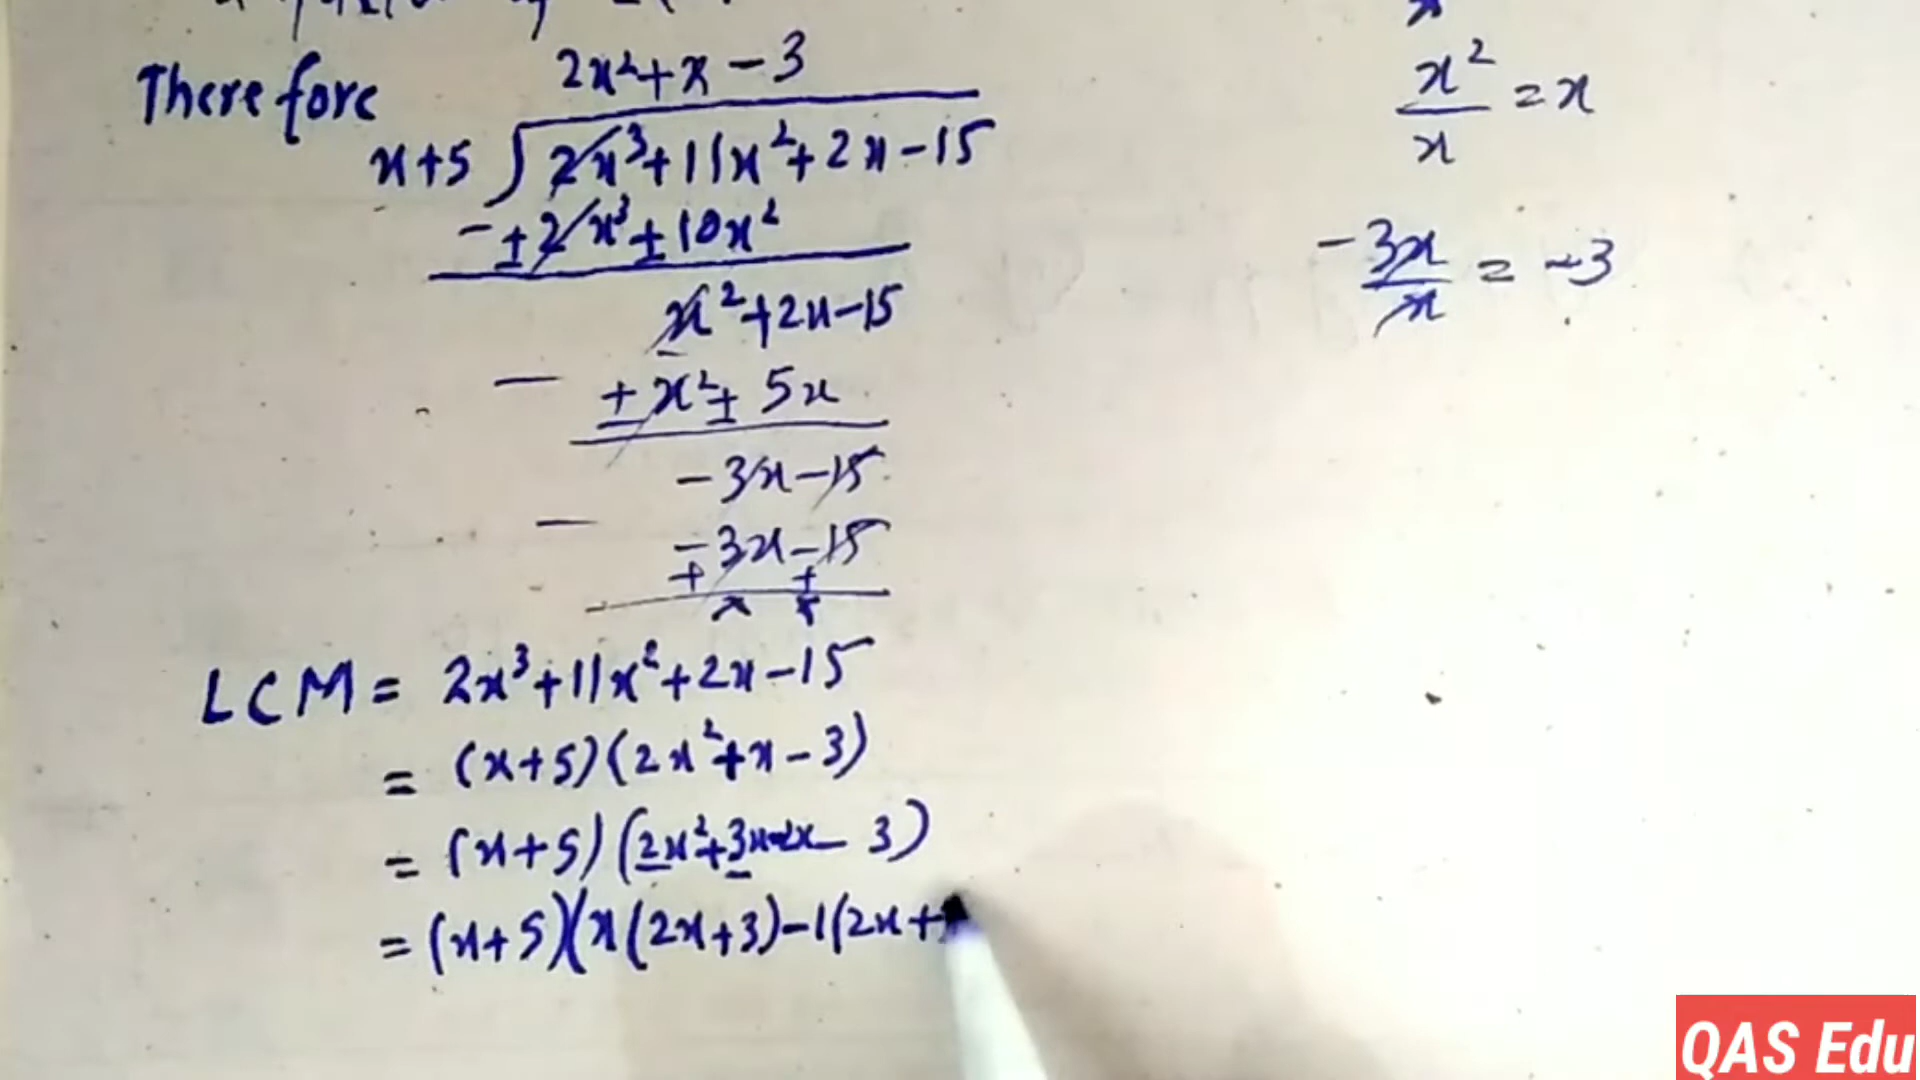 Therefore
2x²+x-3
x+5 ) 2x³+11x²+2x-15
- ±2x³±10x²
x²+2x-15
- ±x²±5x
-3x-15
- ∓3x∓15
× ×
LCM = 2x³+11x²+2x-15
= (x+5)(2x²+x-3)
= (x+5)(2x²+3x-2x-3)
= (x+5)(x(2x+3)-1(2x+
x²/x = x
-3x/x = -3
QAS Edu